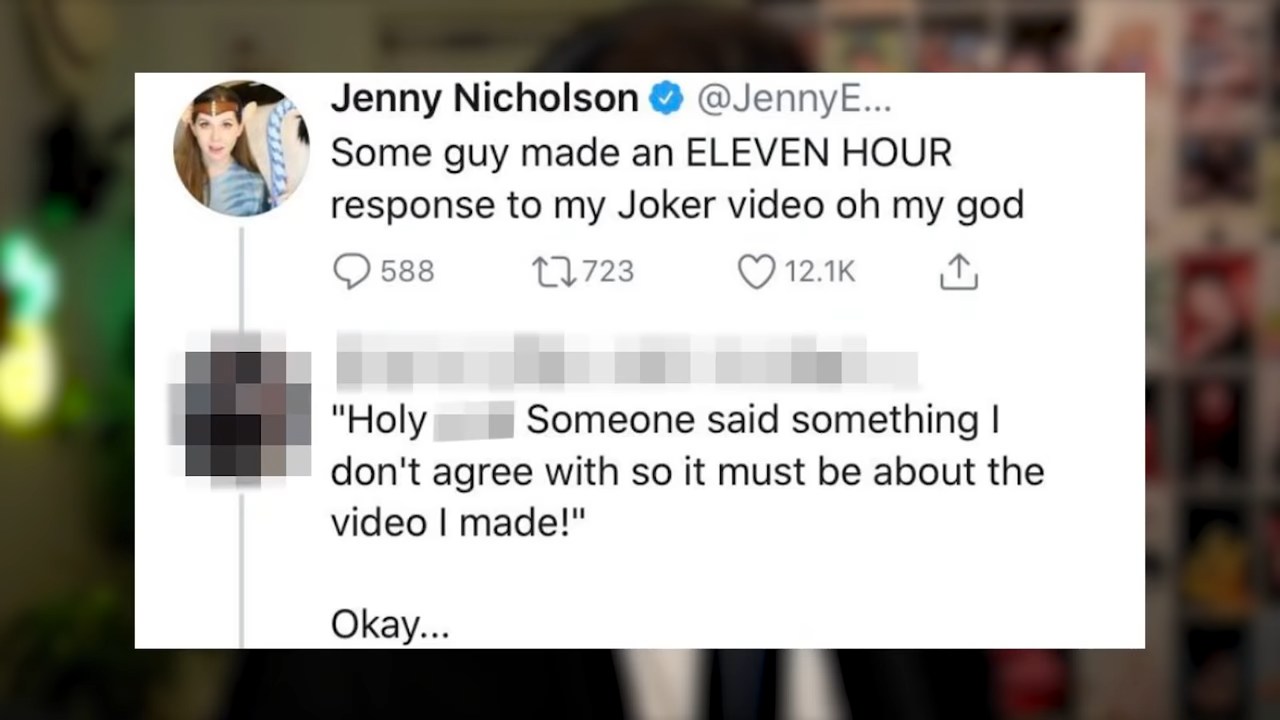 Jenny Nicholson @JennyE...
Some guy made an ELEVEN HOUR
response to my Joker video oh my god
588 723 12.1K
"Holy Someone said something I
don't agree with so it must be about the
video I made!"
Okay...